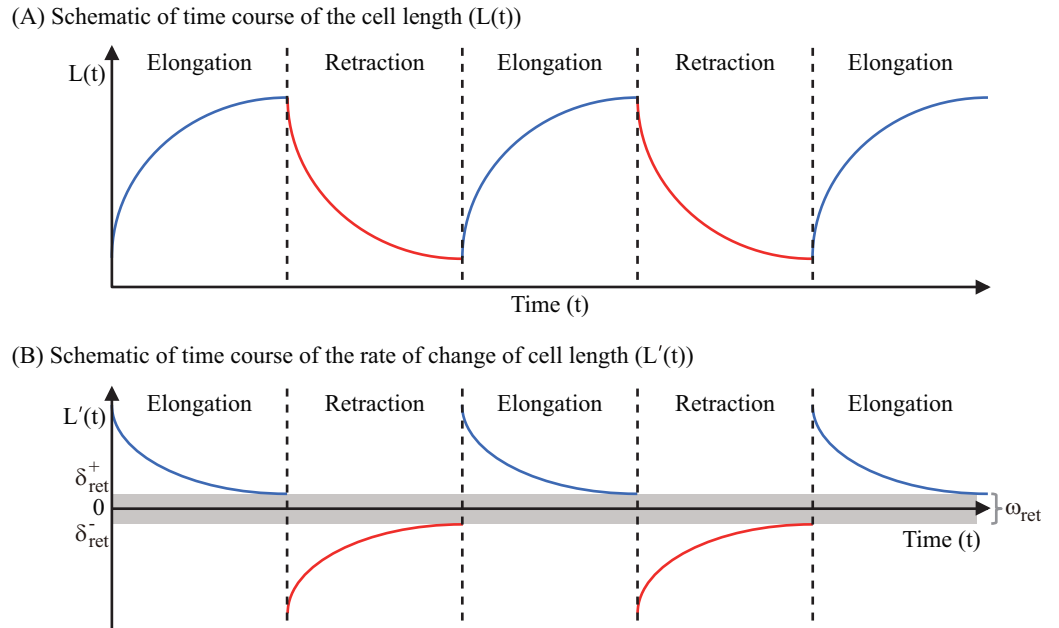 (A) Schematic of time course of the cell length (L(t))
L(t)
Elongation Retraction Elongation Retraction Elongation
Time (t)
(B) Schematic of time course of the rate of change of cell length (L′(t))
L′(t)
Elongation Retraction Elongation Retraction Elongation
δ⁺ret
0
δ⁻ret
ωret
Time (t)